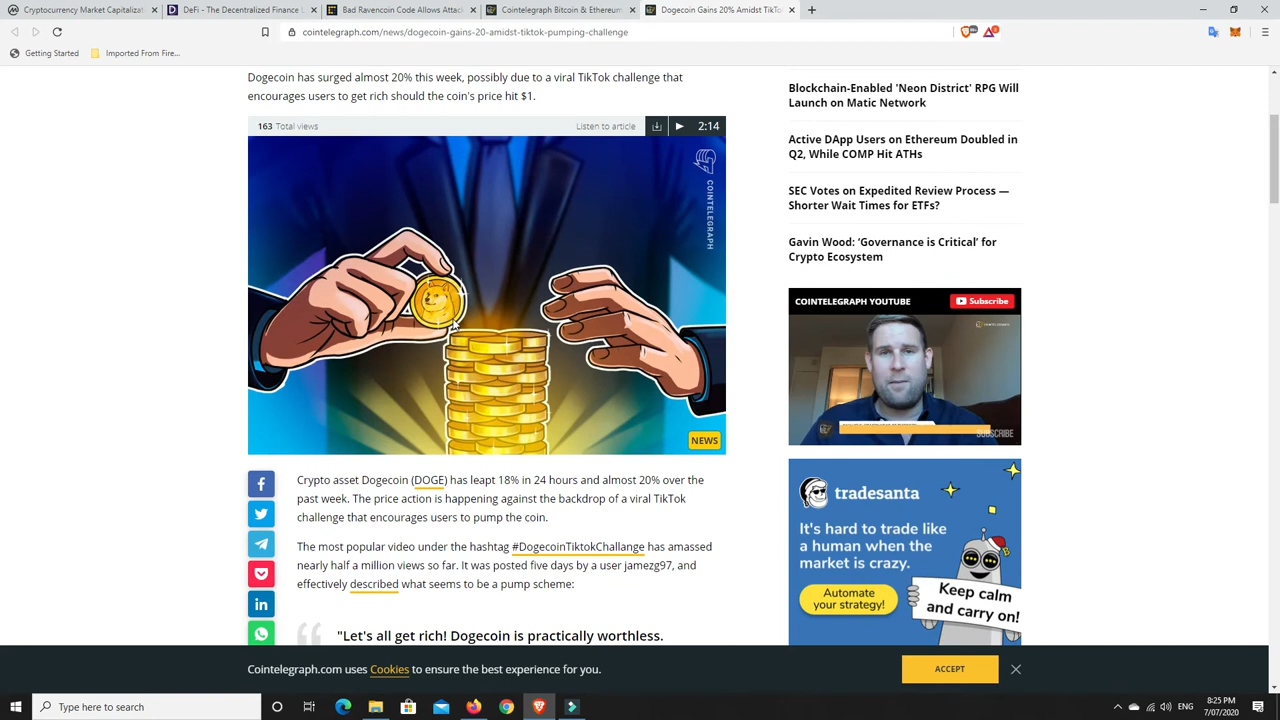 Cryptocurrency Market Capitalizat
DeFi - The Decentralized Finance L
Bad Ravencoin Code Allows Attack
Cointelegraph Bitcoin & Ethereum
Dogecoin Gains 20% Amidst TikTo
cointelegraph.com/news/dogecoin-gains-20-amidst-tiktok-pumping-challenge
Getting Started
Imported From Fire...
Dogecoin has surged almost 20% this week, possibly due to a viral TikTok challenge that
encourages users to get rich should the coin's price hit $1.
163 Total views
Listen to article
2:14
COINTELEGRAPH
NEWS
Crypto asset Dogecoin (DOGE) has leapt 18% in 24 hours and almost 20% over the
past week. The price action is happening against the backdrop of a viral TikTok
challenge that encourages users to pump the coin.
The most popular video under the hashtag #DogecoinTiktokChallange has amassed
nearly half a million views so far. It was posted five days by a user jamezg97, and
effectively described what seems to be a pump scheme:
"Let's all get rich! Dogecoin is practically worthless.
Blockchain-Enabled 'Neon District' RPG Will
Launch on Matic Network
Active DApp Users on Ethereum Doubled in
Q2, While COMP Hit ATHs
SEC Votes on Expedited Review Process —
Shorter Wait Times for ETFs?
Gavin Wood: 'Governance is Critical' for
Crypto Ecosystem
COINTELEGRAPH YOUTUBE
Subscribe
SUBSCRIBE
tradesanta
It's hard to trade like
a human when the
market is crazy.
Automate
your strategy!
Keep calm
and carry on!
Cointelegraph.com uses Cookies to ensure the best experience for you.
ACCEPT
Type here to search
ENG
8:25 PM
7/07/2020